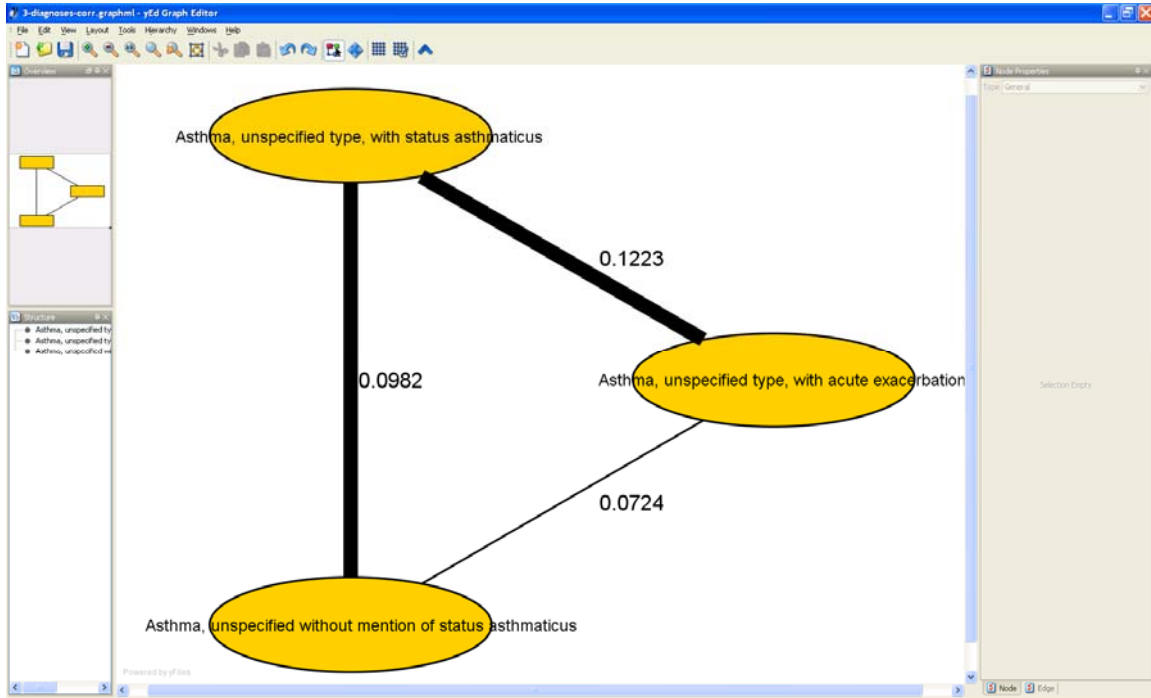 3-diagnoses-corr.graphml - yEd Graph Editor
File Edit View Layout Tools Hierarchy Windows Help
Overview
Node Properties
Type General
Asthma, unspecified type, with status asthmaticus
0.1223
Structure
Asthma, unspecified ty
Asthma, unspecified ty
Asthma, unspecified wi
0.0982
Asthma, unspecified type, with acute exacerbation
Selection Empty
0.0724
Asthma, unspecified without mention of status asthmaticus
Powered by yFiles
Node Edge